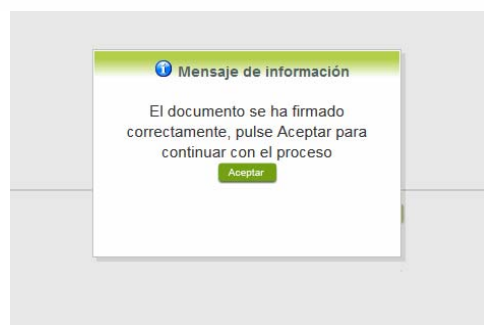 Mensaje de información
El documento se ha firmado
correctamente, pulse Aceptar para
continuar con el proceso
Aceptar